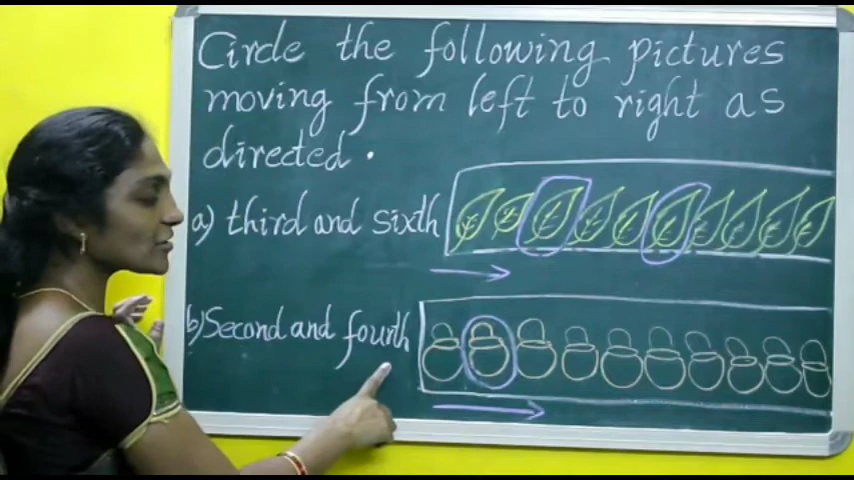 Circle the following pictures
moving from left to right as
directed.
a) third and sixth
b) Second and fourth